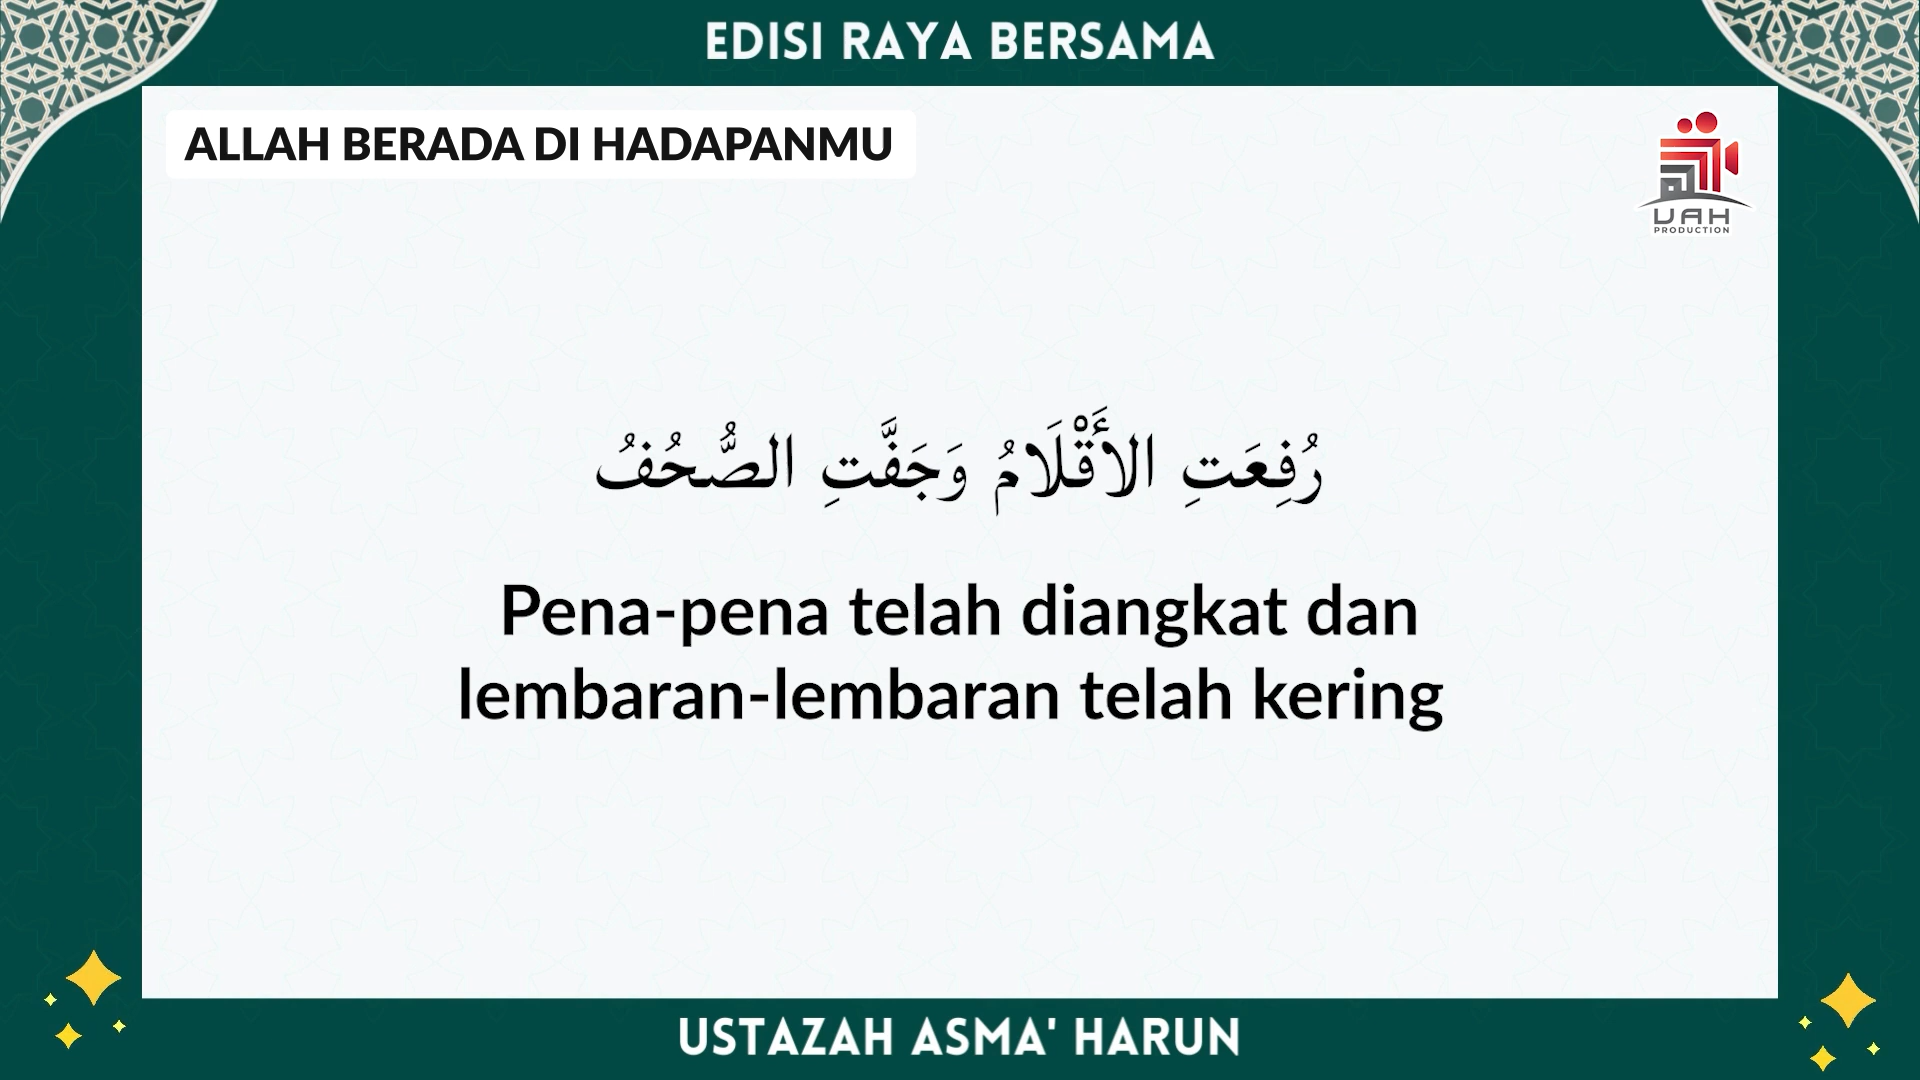 EDISI RAYA BERSAMA
ALLAH BERADA DI HADAPANMU
UAH
PRODUCTION
رُفِعَتِ الأَقْلَامُ وَجَفَّتِ الصُّحُفُ
Pena-pena telah diangkat dan
lembaran-lembaran telah kering
USTAZAH ASMA' HARUN